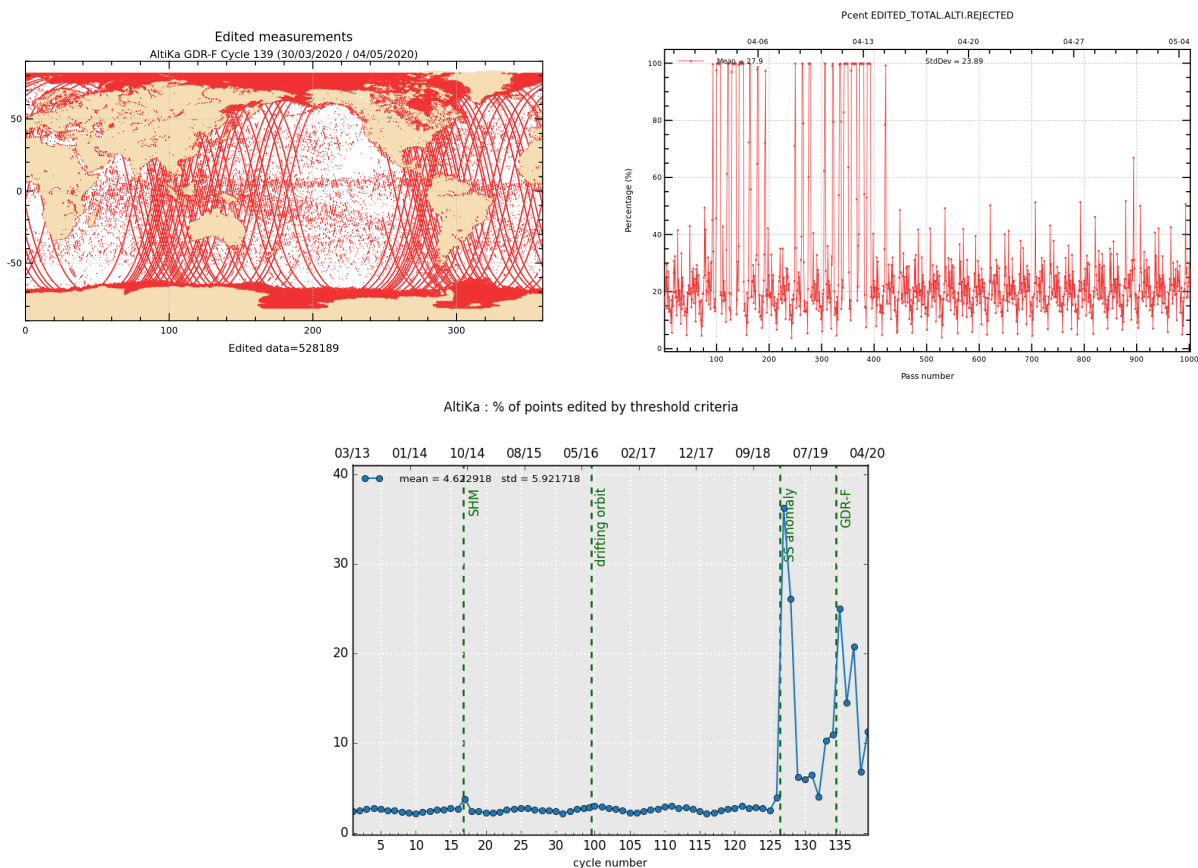 Edited measurements
AltiKa GDR-F Cycle 139 (30/03/2020 / 04/05/2020)
50
0
-50
0 100 200 300
Edited data=528189
Pcent EDITED_TOTAL.ALTI.REJECTED
04-06 04-13 04-20 04-27 05-04
Mean = 27.9 StdDev = 23.89
100
80
60
40
20
0
Percentage (%)
100 200 300 400 500 600 700 800 900 1000
Pass number
AltiKa : % of points edited by threshold criteria
03/13 01/14 10/14 08/15 05/16 02/17 12/17 09/18 07/19 04/20
mean = 4.622918 std = 5.921718
40
30
20
10
0
SHM
drifting orbit
SS anomaly
GDR-F
5 10 15 20 25 30 100 105 110 115 120 125 130 135
cycle number